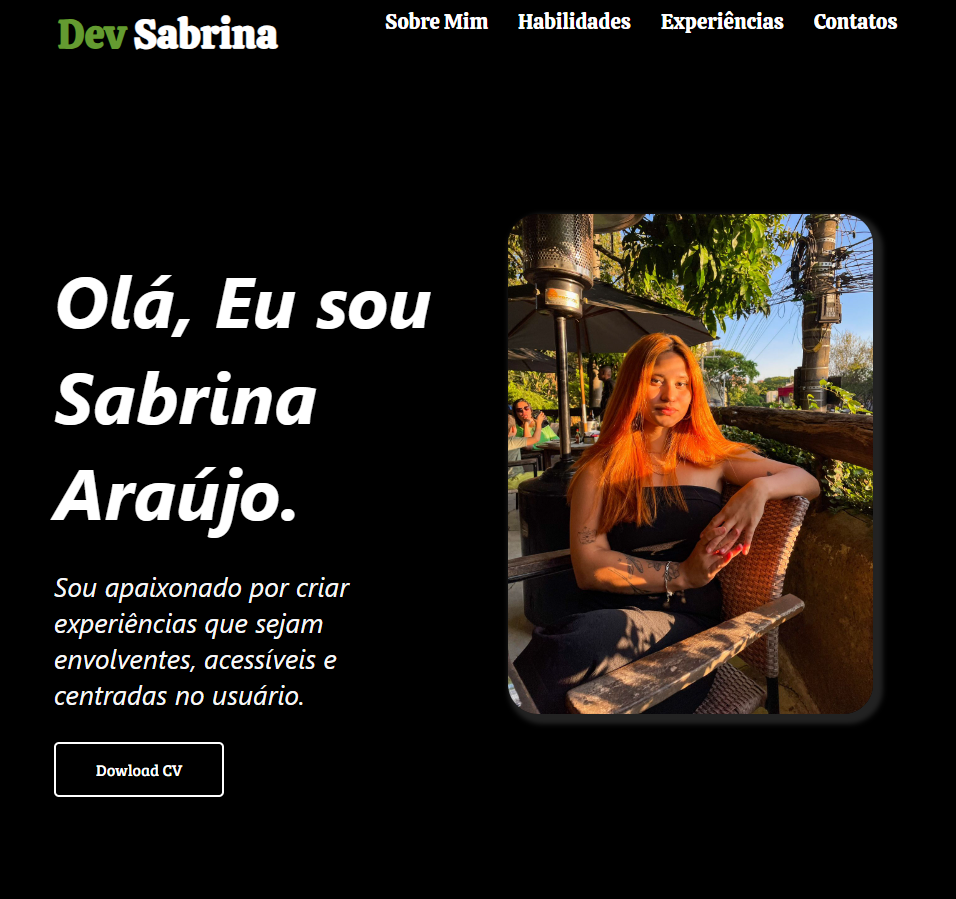 Dev Sabrina
Sobre Mim
Habilidades
Experiências
Contatos
Olá, Eu sou
Sabrina
Araújo.
Sou apaixonado por criar
experiências que sejam
envolventes, acessíveis e
centradas no usuário.
Dowload CV